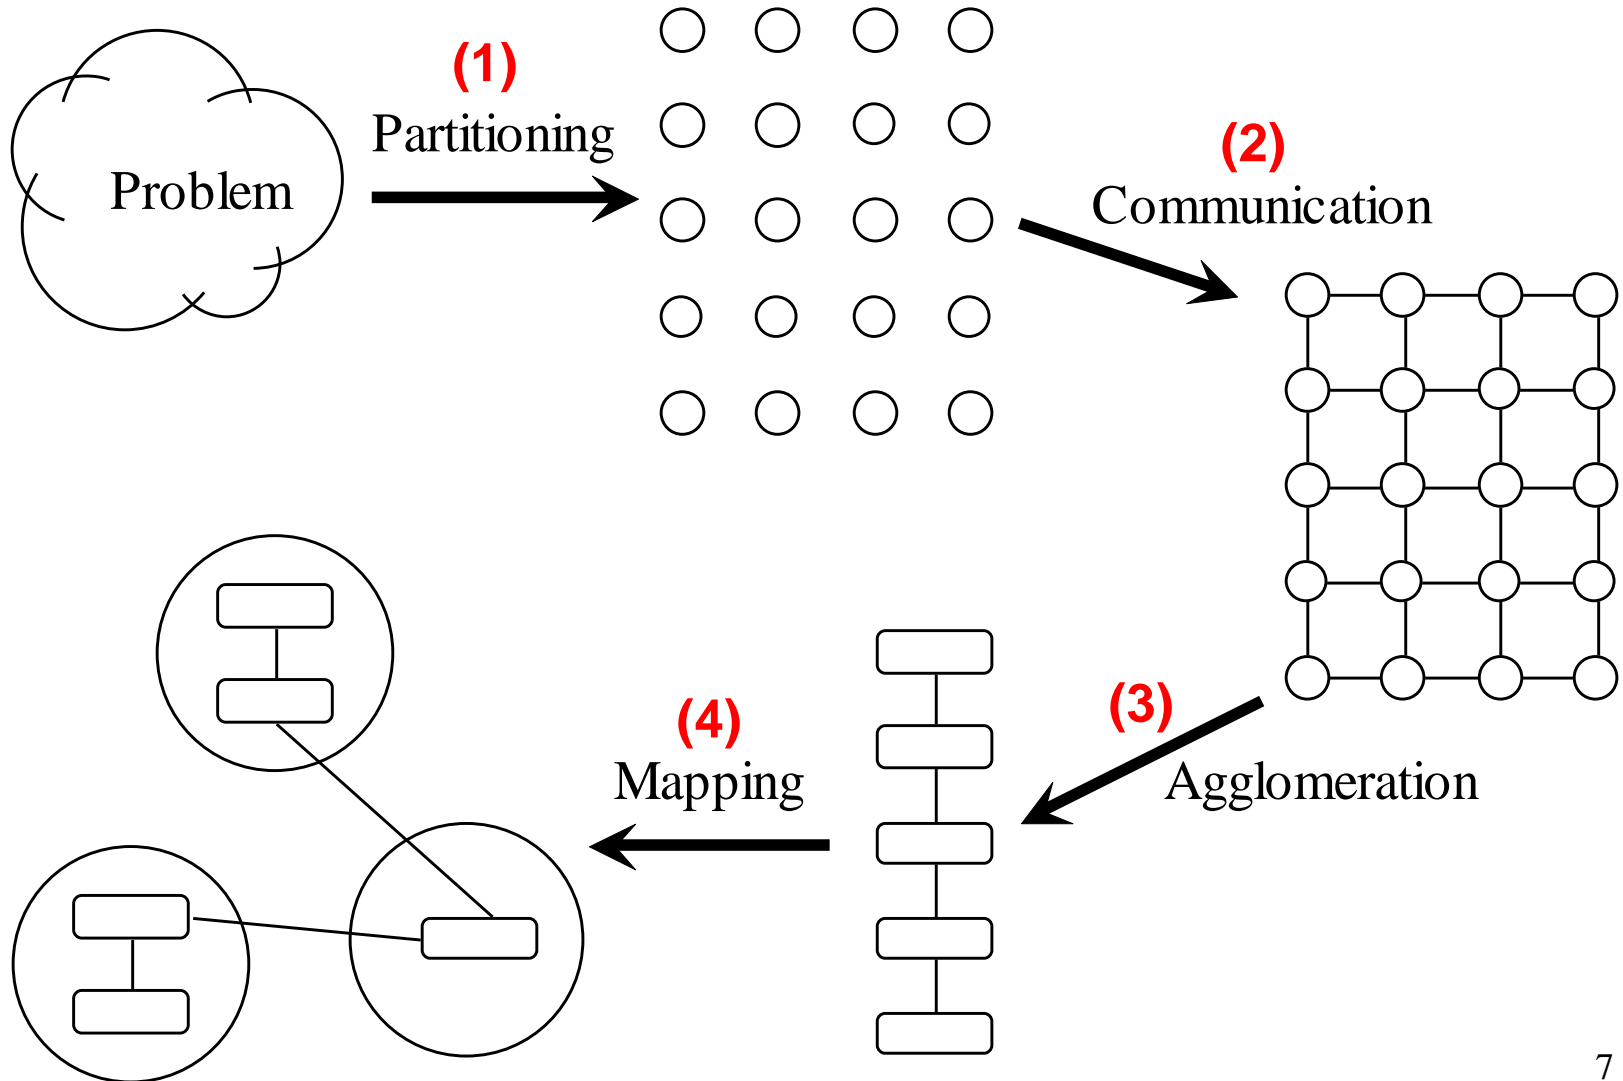 (1)
Partitioning
Problem
(2)
Communication
(3)
Agglomeration
(4)
Mapping
7